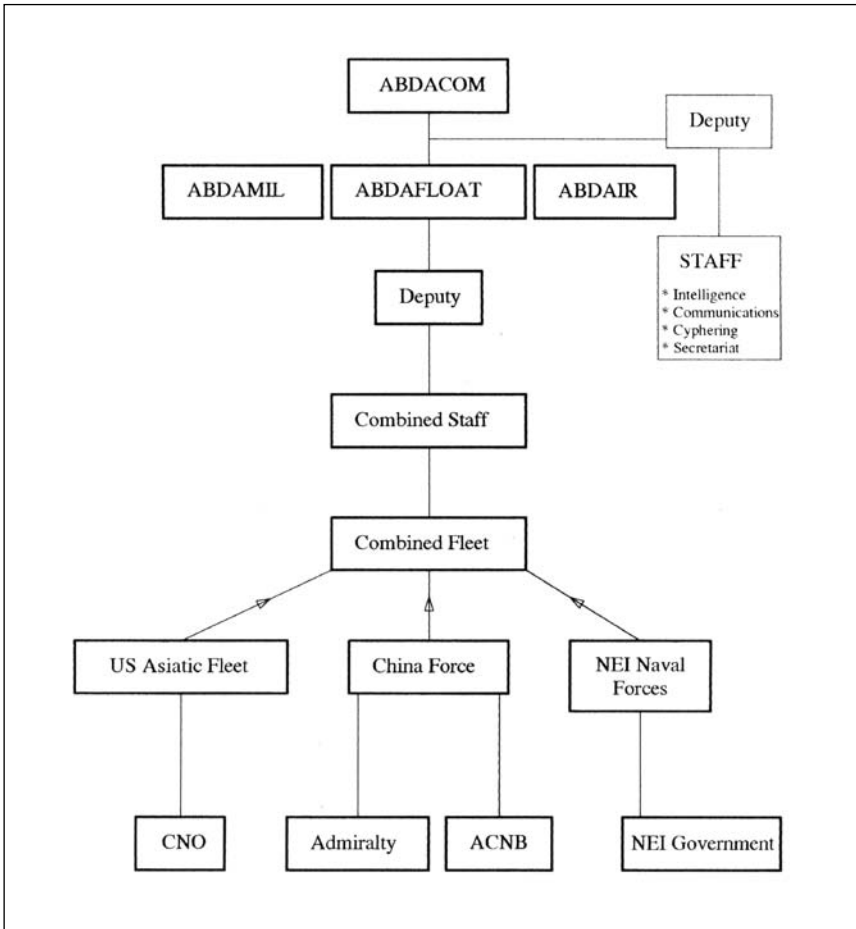 ABDACOM
Deputy
ABDAMIL
ABDAFLOAT
ABDAIR
STAFF
* Intelligence
* Communications
* Cyphering
* Secretariat
Deputy
Combined Staff
Combined Fleet
US Asiatic Fleet
China Force
NEI Naval
Forces
CNO
Admiralty
ACNB
NEI Government